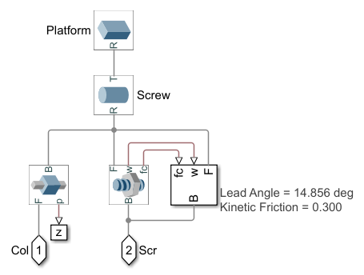 Platform
R
T
Screw
R
B
F
w
fc
fc
w
F
F
p
B
B
Lead Angle = 14.856 deg
Kinetic Friction = 0.300
z
Col 1
2 Scr